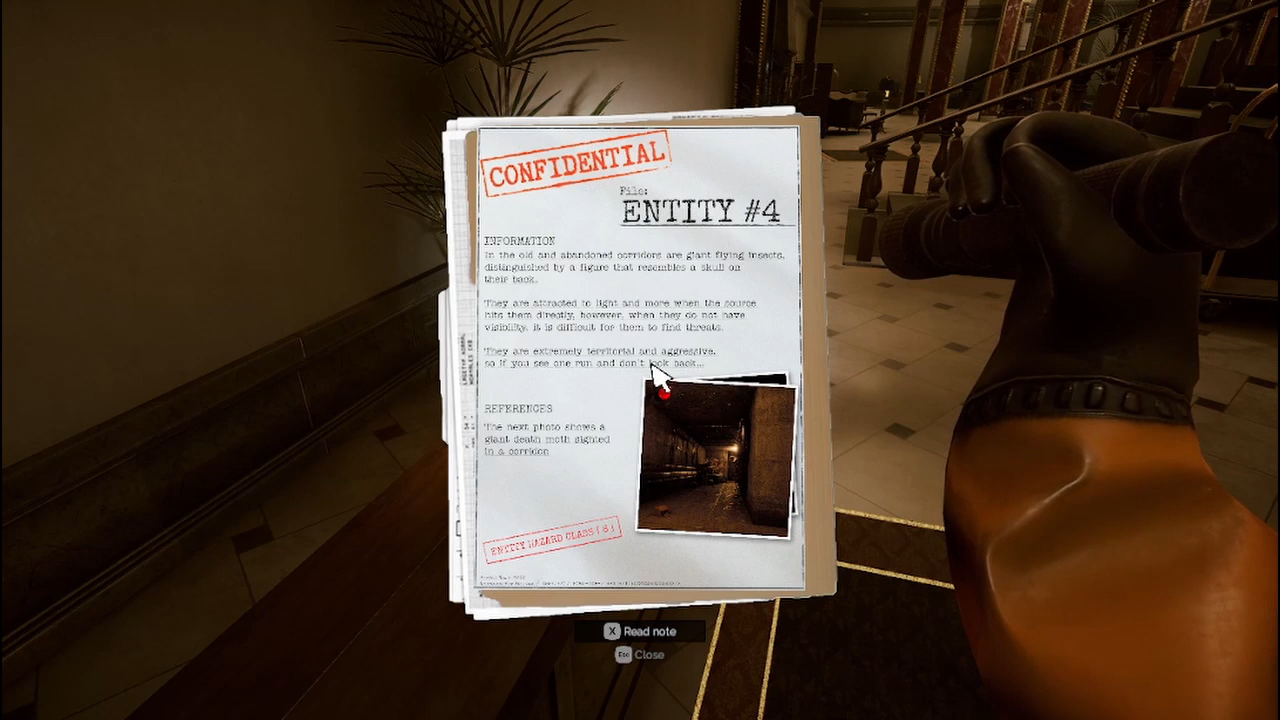 CONFIDENTIAL
File:
ENTITY #4
INFORMATION
In the old and abandoned corridors are giant flying insects,
distinguished by a figure that resembles a skull on
their back.
They are attracted to light and more when the source
hits them directly, however, when they do not have
visibility, it is difficult for them to find threats.
They are extremely territorial and aggressive,
so if you see one run and don't look back...
REFERENCES
The next photo shows a
giant death moth sighted
in a corridor
ENTITY HAZARD CLASS
X Read note
Esc Close